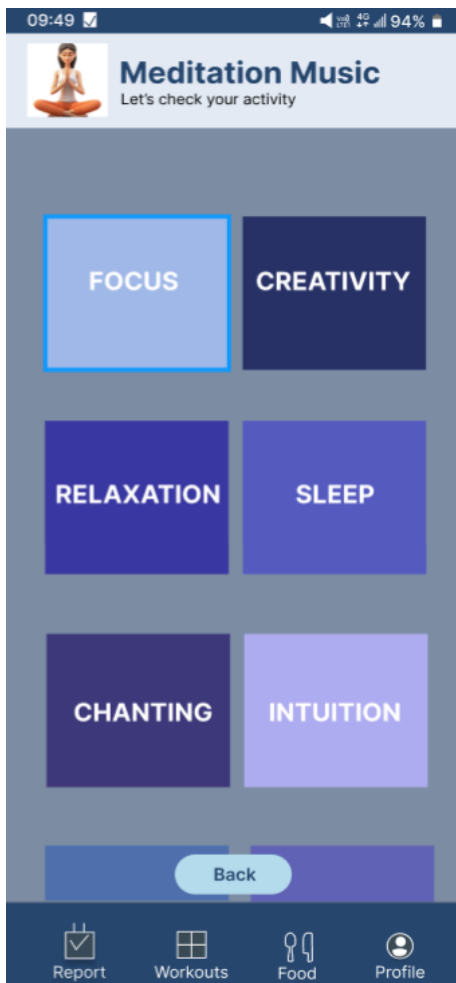 09:49 94%
Meditation Music
Let's check your activity
FOCUS CREATIVITY
RELAXATION SLEEP
CHANTING INTUITION
Back
Report Workouts Food Profile